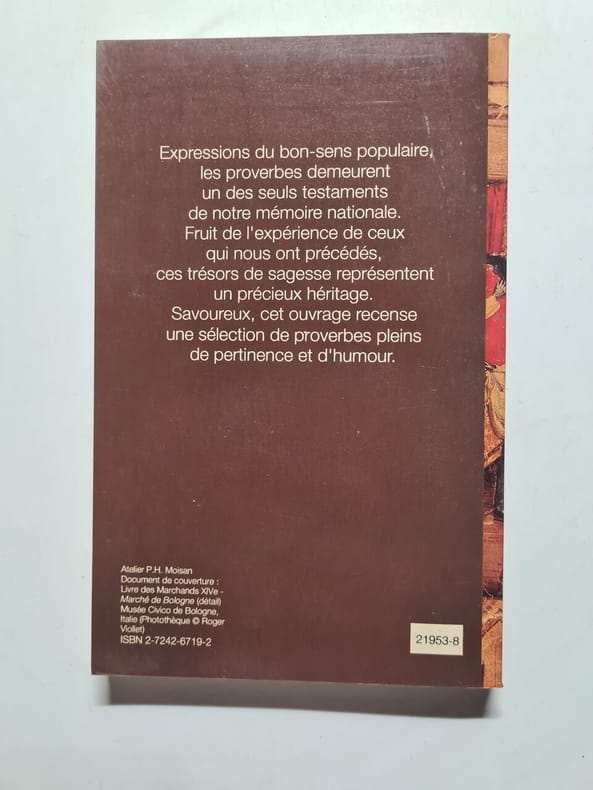 Expressions du bon-sens populaire,
les proverbes demeurent
un des seuls testaments
de notre mémoire nationale.
Fruit de l'expérience de ceux
qui nous ont précédés,
ces trésors de sagesse représentent
un précieux héritage.
Savoureux, cet ouvrage recense
une sélection de proverbes pleins
de pertinence et d'humour.
Atelier P.H. Moisan
Document de couverture :
Livre des Marchands XIVe -
Marché de Bologne (détail)
Musée Civico de Bologne,
Italie (Photothèque © Roger
Viollet)
ISBN 2-7242-6719-2
21953-8